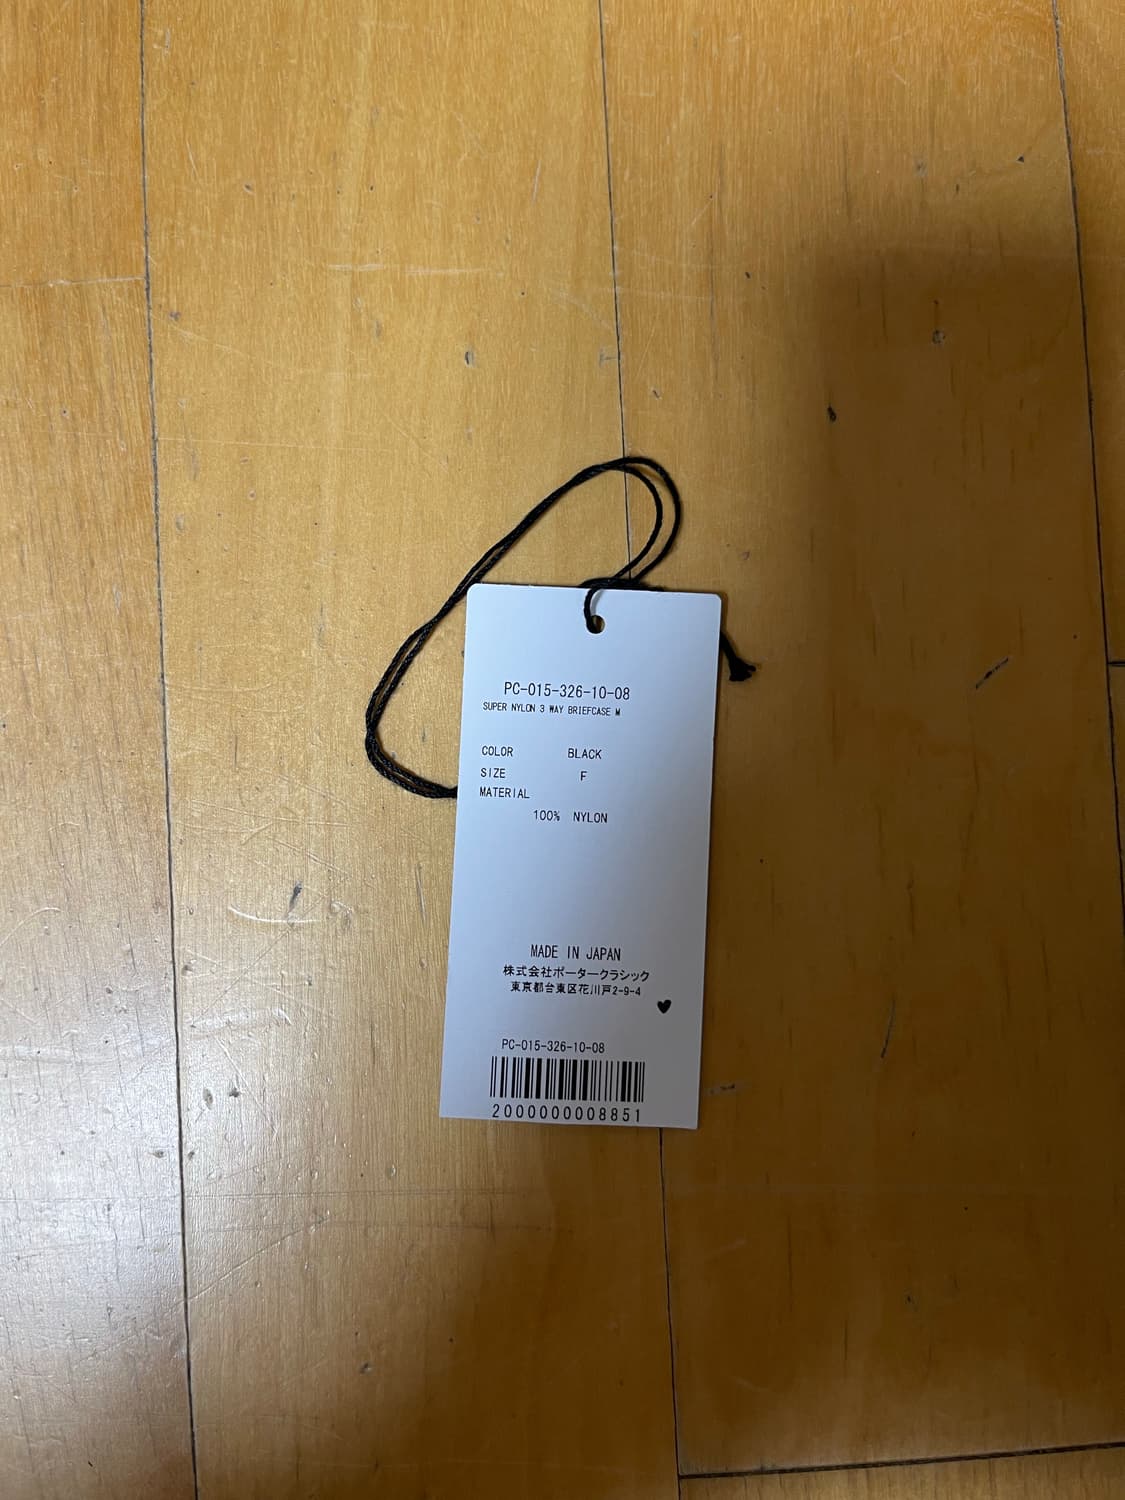 PC-015-326-10-08
SUPER NYLON 3 WAY BRIEFCASE M
COLOR BLACK
SIZE F
MATERIAL
100% NYLON
MADE IN JAPAN
株式会社ポータークラシック
東京都台東区花川戸2-9-4
PC-015-326-10-08
2000000008851